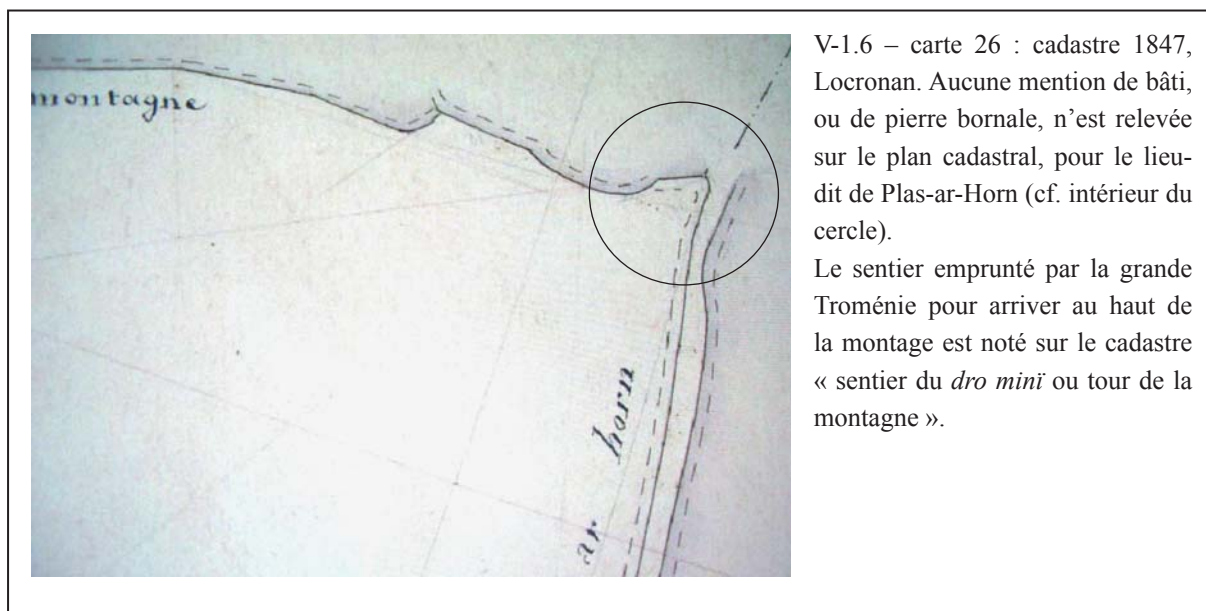 montagne
ar horn
V-1.6 – carte 26 : cadastre 1847,
Locronan. Aucune mention de bâti,
ou de pierre bornale, n’est relevée
sur le plan cadastral, pour le lieu-
dit de Plas-ar-Horn (cf. intérieur du
cercle).
Le sentier emprunté par la grande
Troménie pour arriver au haut de
la montage est noté sur le cadastre
« sentier du dro minï ou tour de la
montagne ».